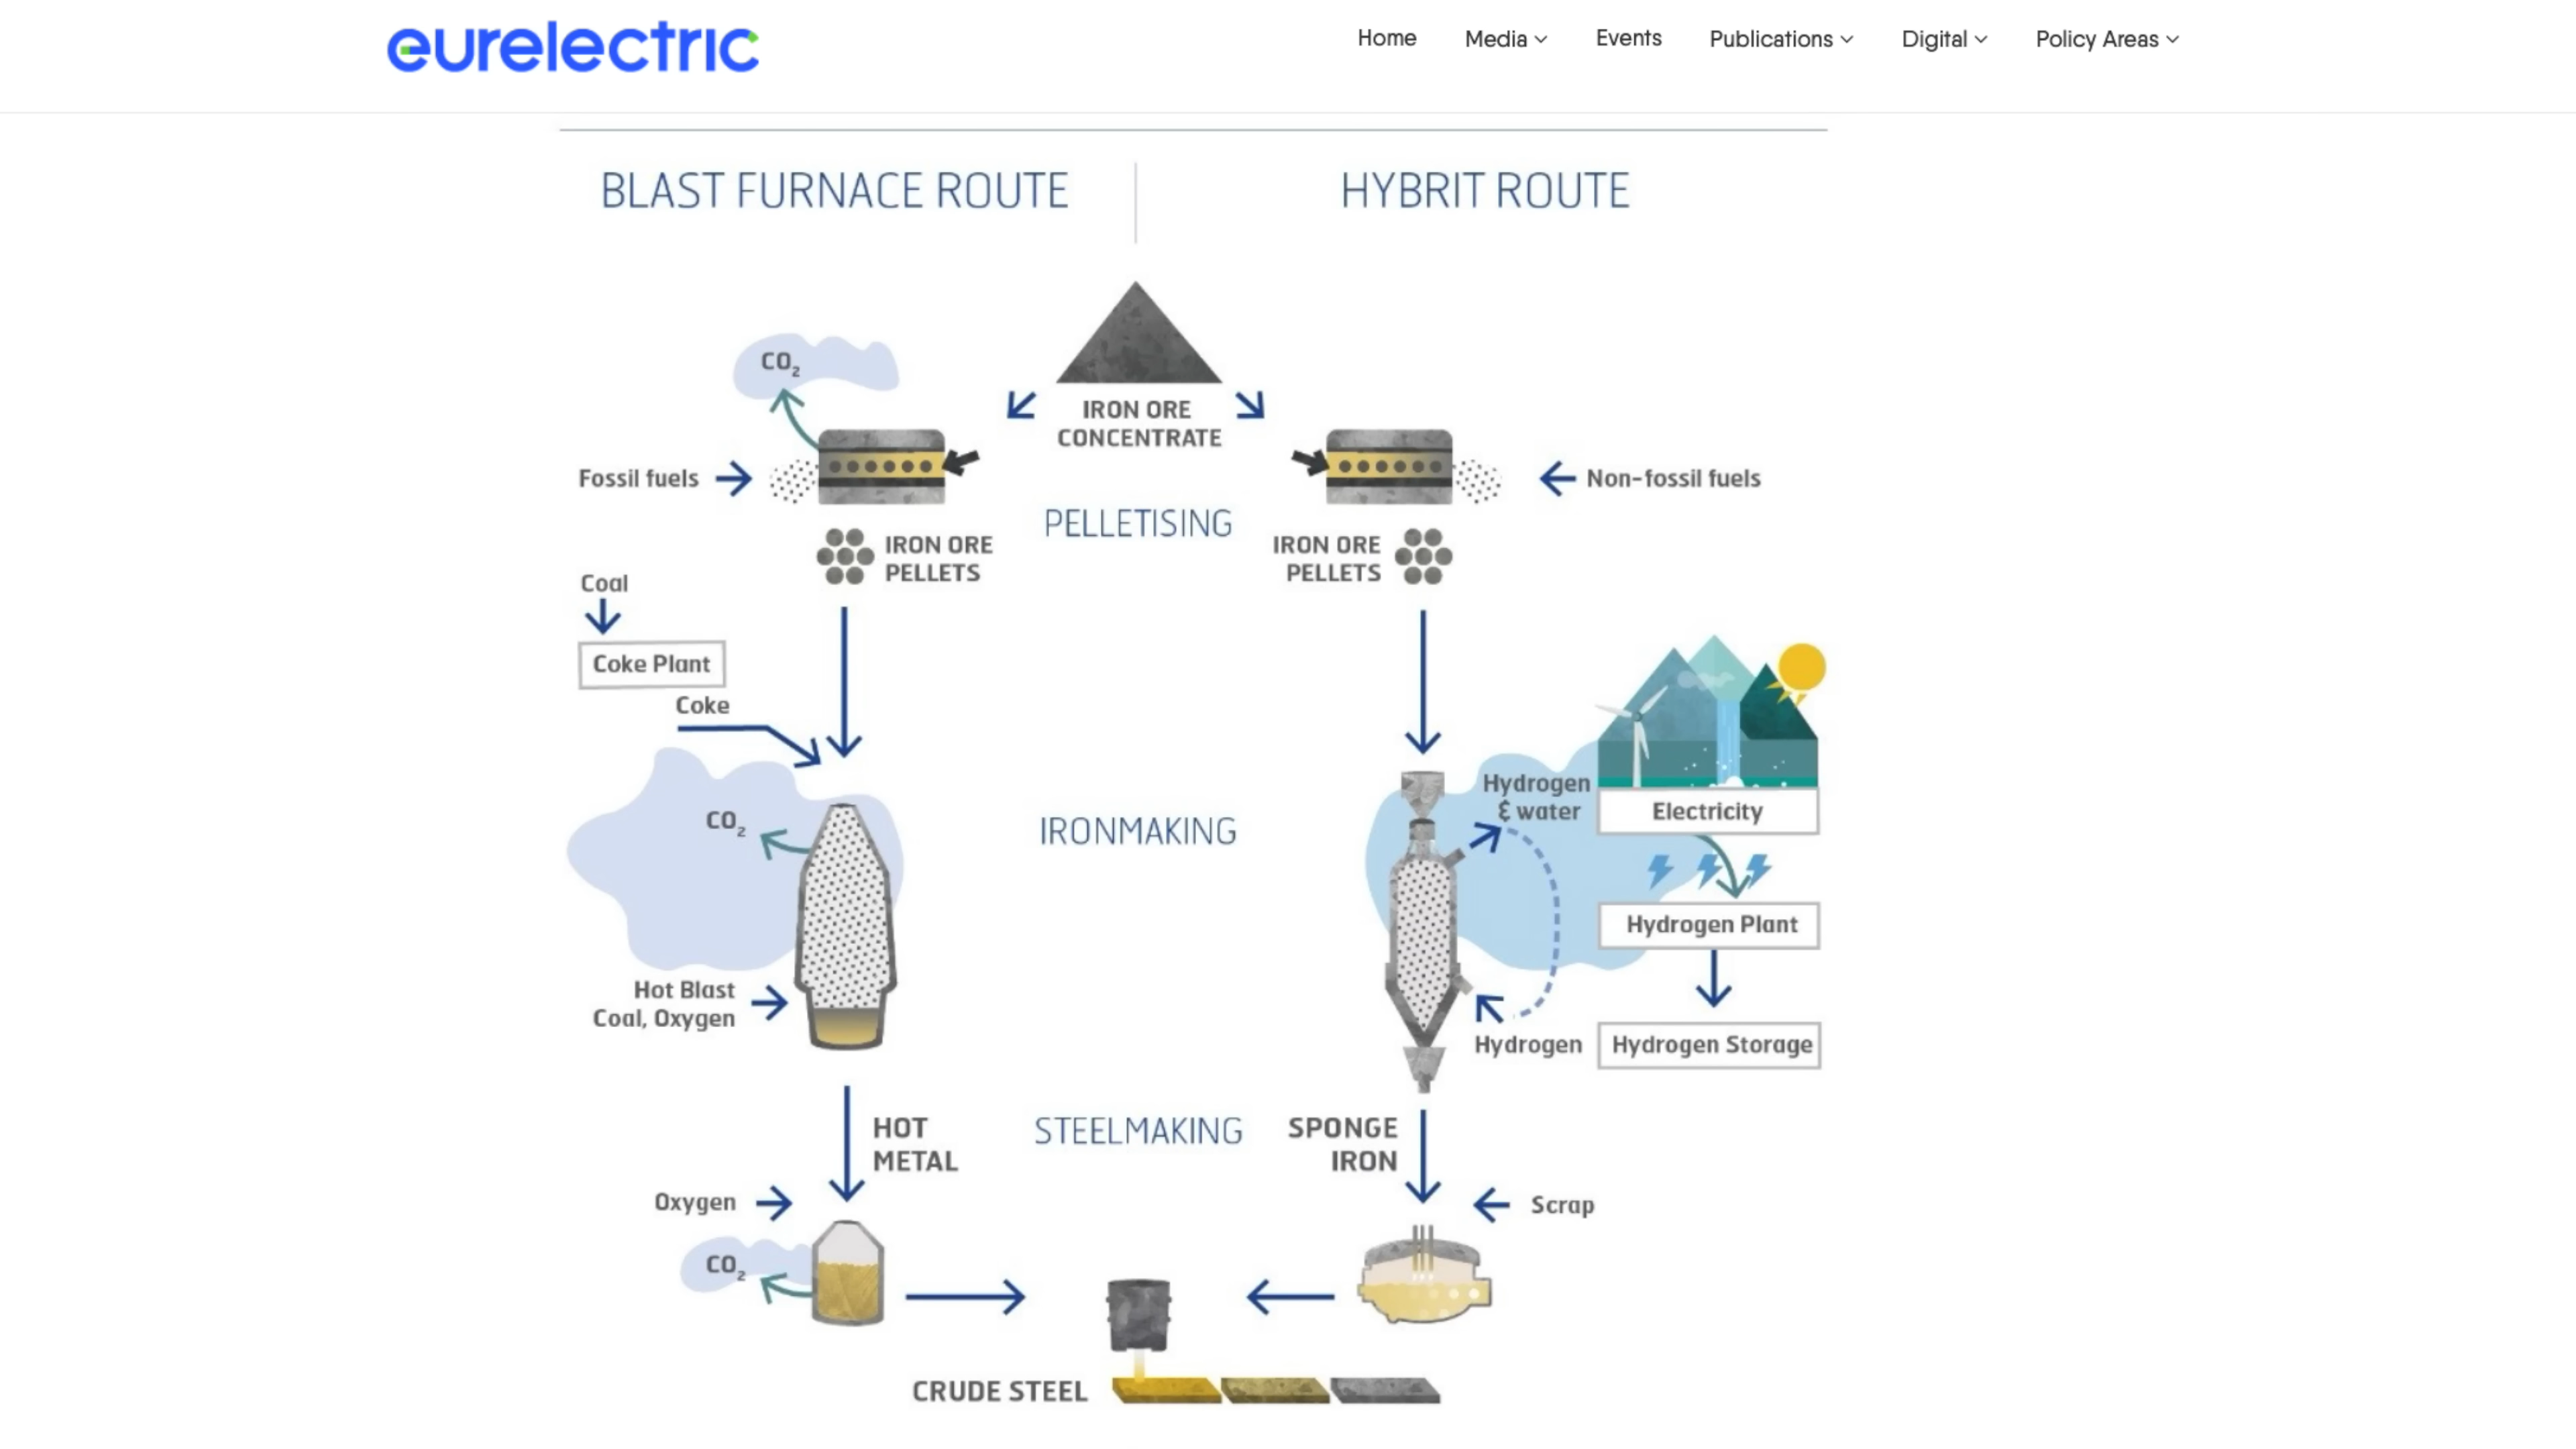 eurelectric
Home Media Events Publications Digital Policy Areas
BLAST FURNACE ROUTE
HYBRIT ROUTE
CO2
IRON ORE
CONCENTRATE
Fossil fuels
Non-fossil fuels
PELLETISING
IRON ORE
PELLETS
IRON ORE
PELLETS
Coal
Coke Plant
Coke
CO2
IRONMAKING
Hydrogen
& water
Electricity
Hydrogen Plant
Hot Blast
Coal, Oxygen
Hydrogen
Hydrogen Storage
HOT
METAL
STEELMAKING
SPONGE
IRON
Oxygen
Scrap
CO2
CRUDE STEEL